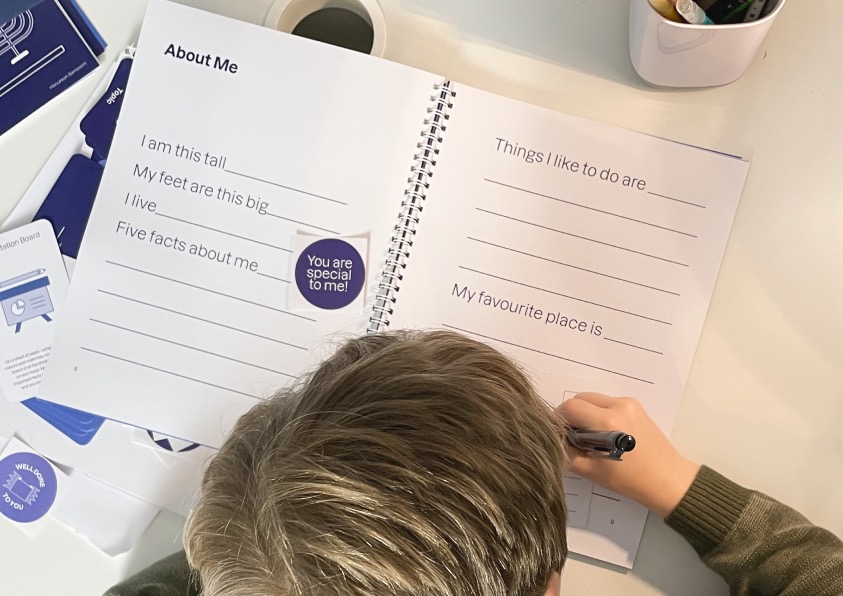 About Me
I am this tall
My feet are this big
I live
Five facts about me
You are
special
to me!
Things I like to do are
My favourite place is
Topic
tation Board
WELL DONE
TO YOU